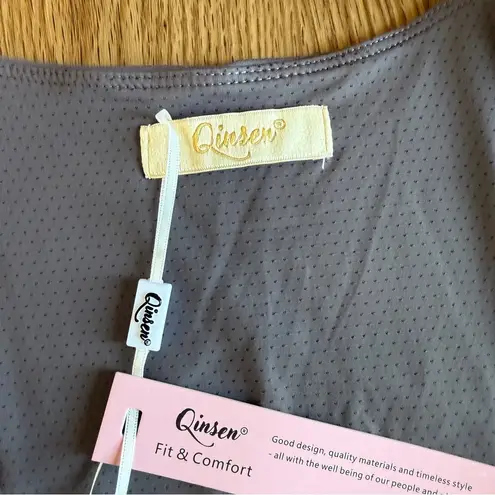 Qinsen®
Qinsen®
Qinsen®
Fit & Comfort
Good design, quality materials and timeless style
- all with the well being of our people and